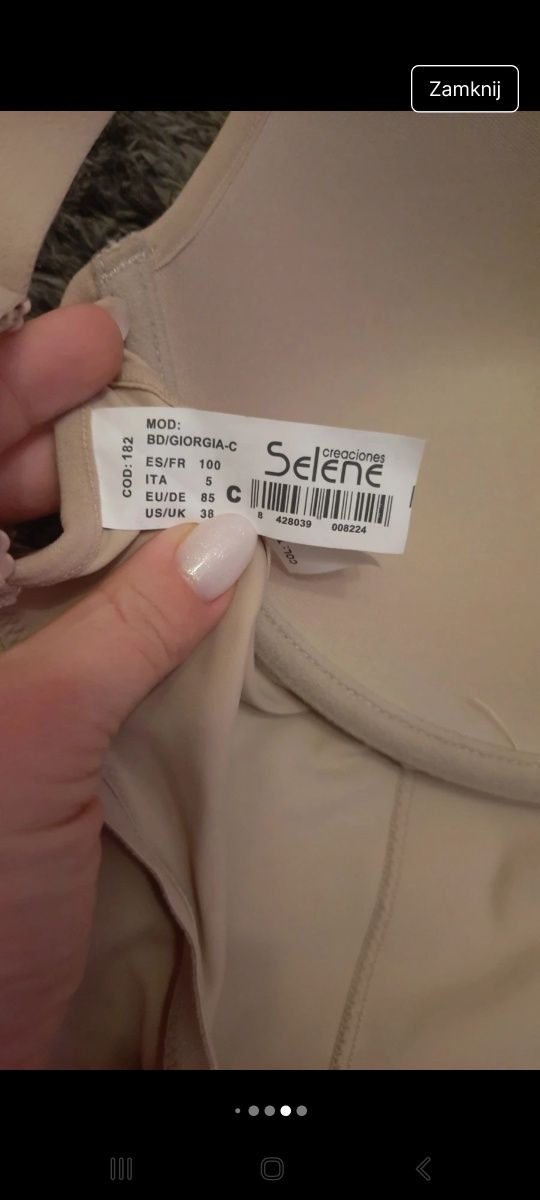 Zamknij
COD: 182
MOD:
BD/GIORGIA-C
ES/FR 100
ITA 5
EU/DE 85 C
US/UK 38
creaciones
Selene
8 428039 008224
COL: